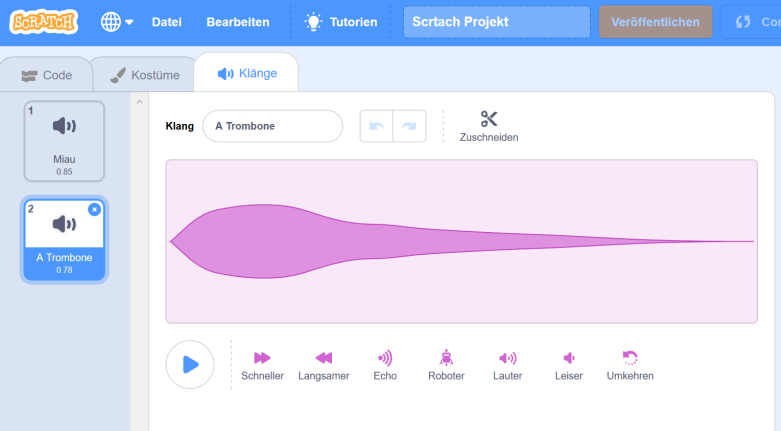 SCRATCH Datei Bearbeiten Tutorien Scrtach Projekt Veröffentlichen
Code Kostüme Klänge
1
Miau
0.85
2
A Trombone
0.78
Klang A Trombone
Zuschneiden
Schneller Langsamer Echo Roboter Lauter Leiser Umkehren